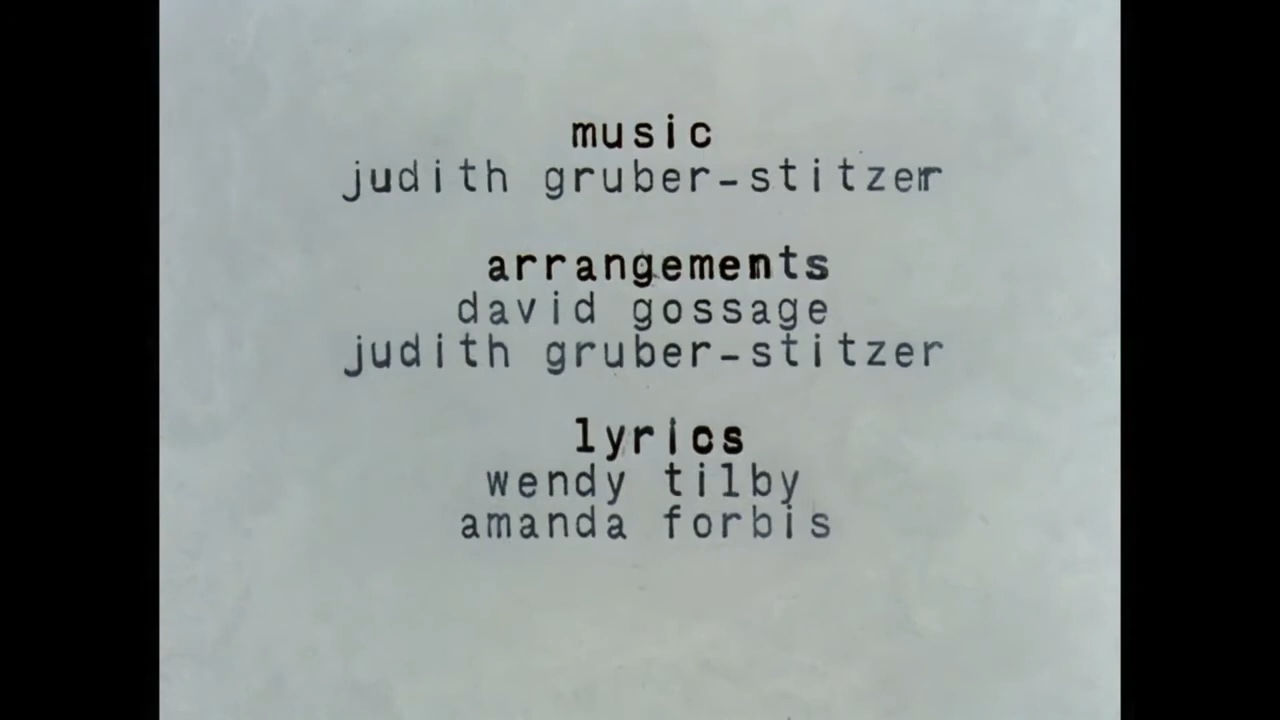 music
judith gruber-stitzer
arrangements
david gossage
judith gruber-stitzer
lyrics
wendy tilby
amanda forbis